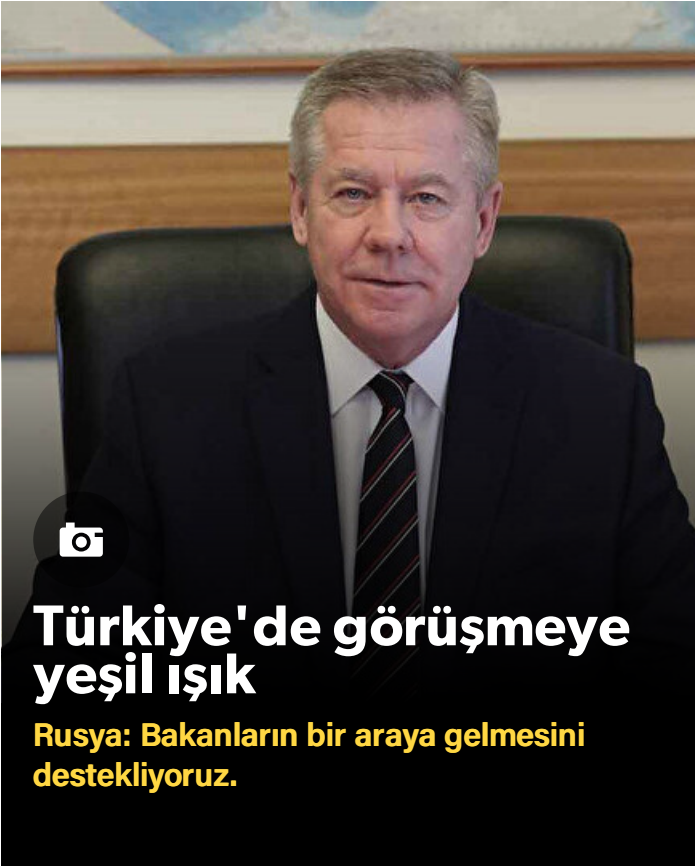 Türkiye'de görüşmeye
yeşil ışık
Rusya: Bakanların bir araya gelmesini
destekliyoruz.